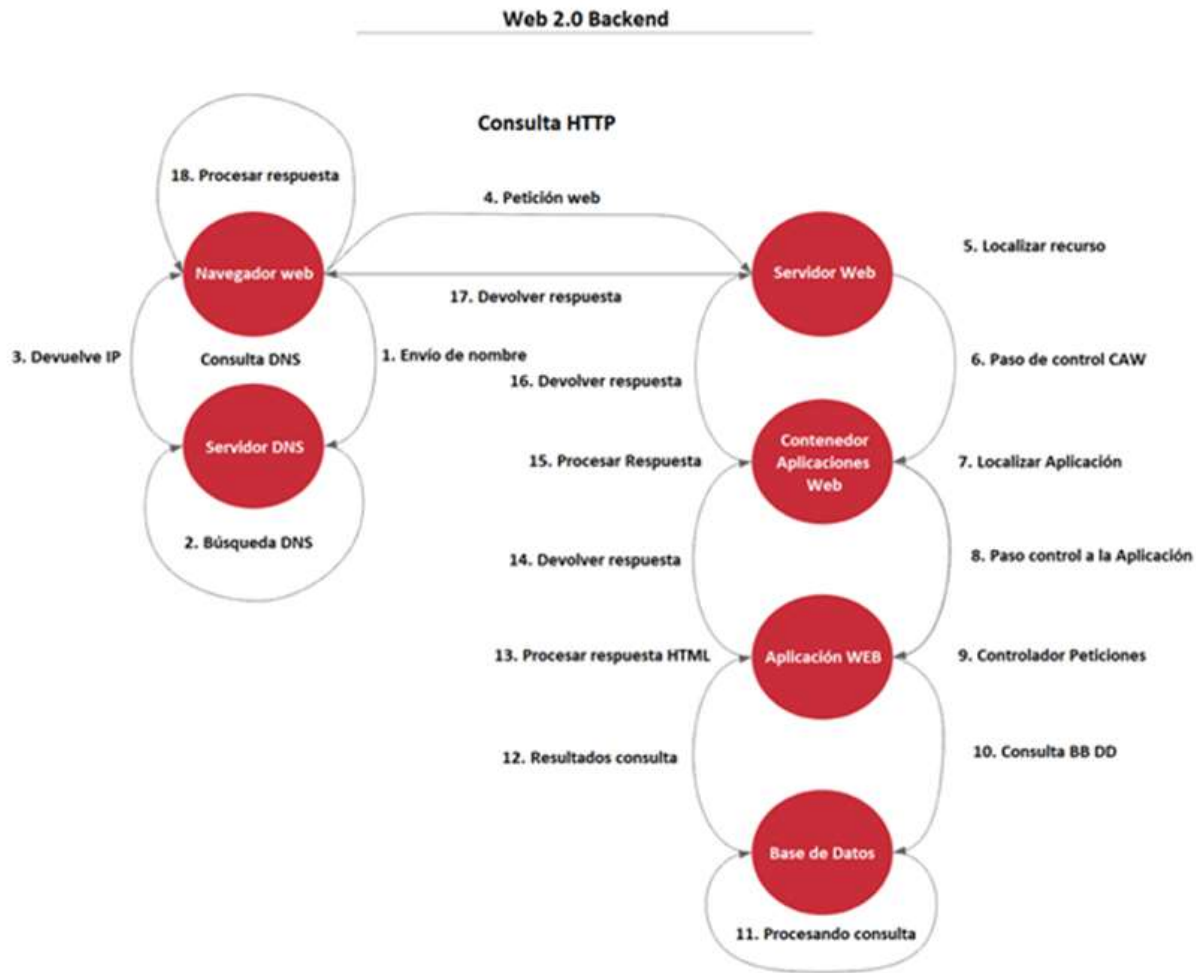 Web 2.0 Backend
Consulta HTTP
18. Procesar respuesta
4. Petición web
Navegador web
Servidor Web
5. Localizar recurso
17. Devolver respuesta
3. Devuelve IP
Consulta DNS
1. Envío de nombre
6. Paso de control CAW
16. Devolver respuesta
Servidor DNS
Contenedor
Aplicaciones
Web
15. Procesar Respuesta
7. Localizar Aplicación
2. Búsqueda DNS
14. Devolver respuesta
8. Paso control a la Aplicación
13. Procesar respuesta HTML
Aplicación WEB
9. Controlador Peticiones
12. Resultados consulta
10. Consulta BB DD
Base de Datos
11. Procesando consulta